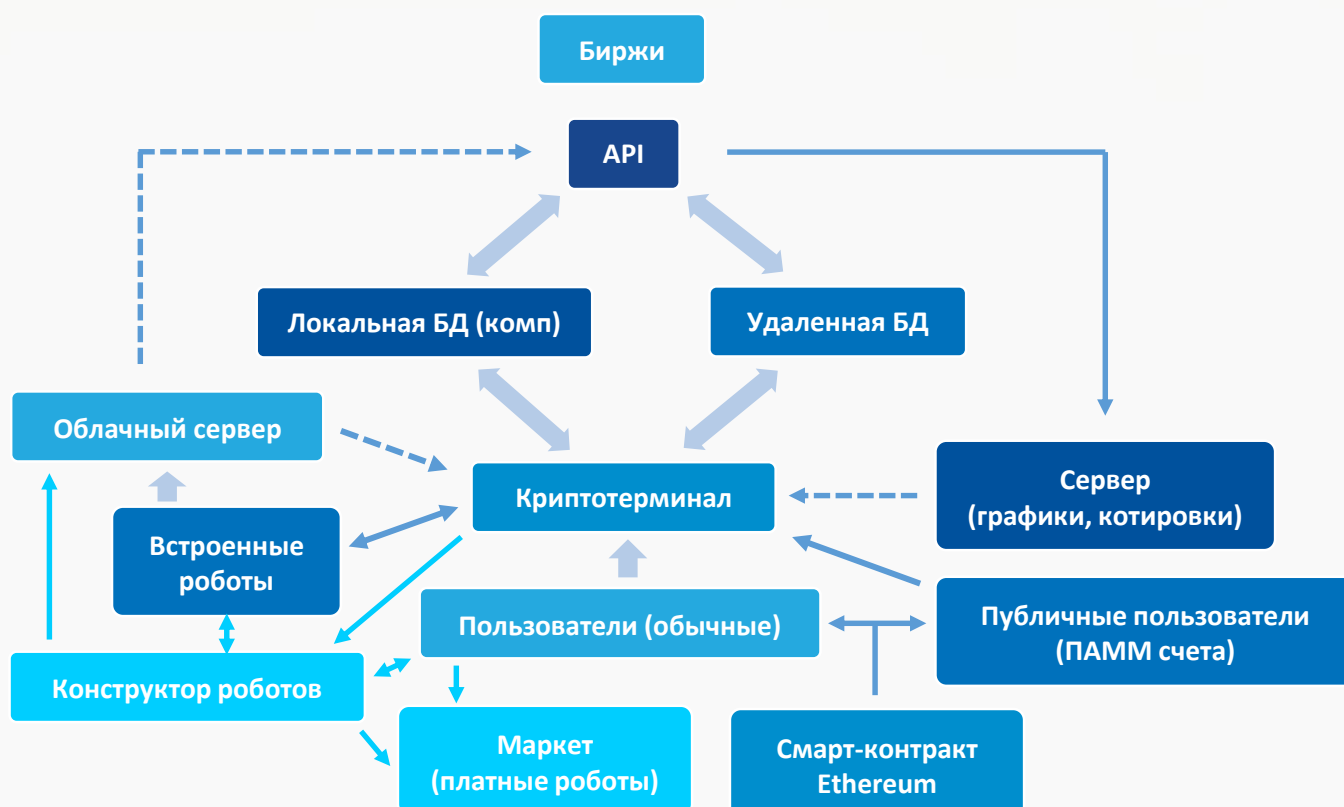 Биржи
API
Локальная БД (комп)
Удаленная БД
Облачный сервер
Криптотерминал
Сервер
(графики, котировки)
Встроенные
роботы
Пользователи (обычные)
Публичные пользователи
(ПАММ счета)
Конструктор роботов
Маркет
(платные роботы)
Смарт-контракт
Ethereum